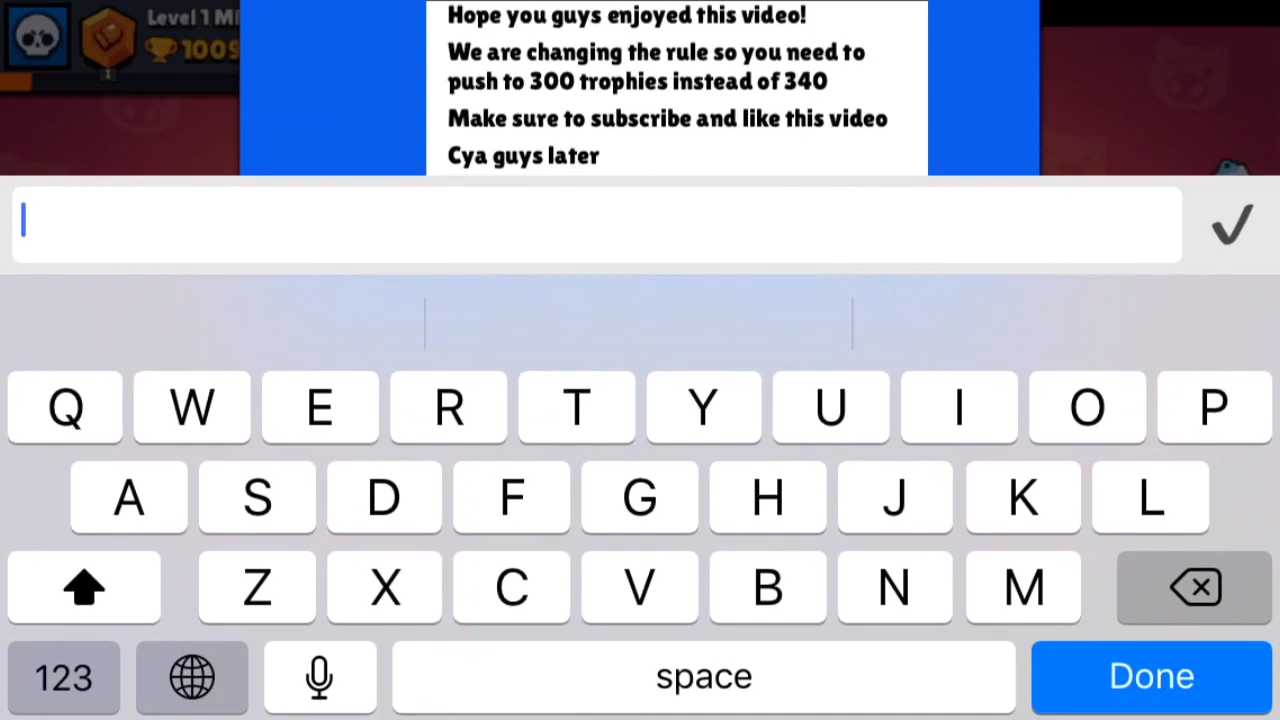 Level 1 Mi
1009
Hope you guys enjoyed this video!
We are changing the rule so you need to
push to 300 trophies instead of 340
Make sure to subscribe and like this video
Cya guys later
Q W E R T Y U I O P
A S D F G H J K L
Z X C V B N M
123 space Done